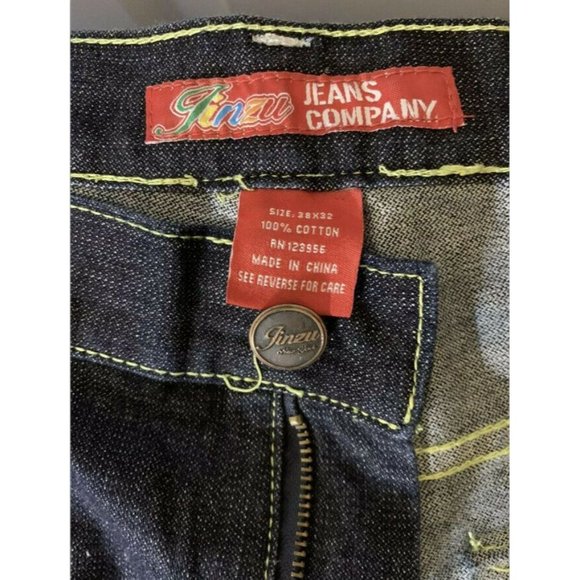 Jinzu JEANS
COMPANY
SIZE: 38X32
100% COTTON
RN 123956
MADE IN CHINA
SEE REVERSE FOR CARE
Jinzu